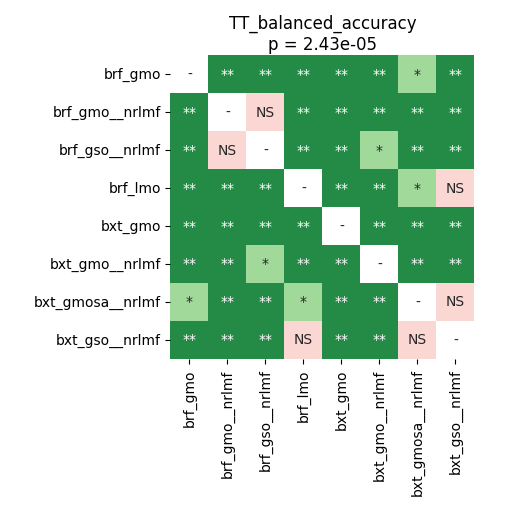 TT_balanced_accuracy
p = 2.43e-05
brf_gmo - ** ** ** ** ** * **
brf_gmo__nrlmf ** - NS ** ** ** ** **
brf_gso__nrlmf ** NS - ** ** * ** **
brf_lmo ** ** ** - ** ** * NS
bxt_gmo ** ** ** ** - ** ** **
bxt_gmo__nrlmf ** ** * ** ** - ** **
bxt_gmosa__nrlmf * ** ** * ** ** - NS
bxt_gso__nrlmf ** ** ** NS ** ** NS -
brf_gmo
brf_gmo__nrlmf
brf_gso__nrlmf
brf_lmo
bxt_gmo
bxt_gmo__nrlmf
bxt_gmosa__nrlmf
bxt_gso__nrlmf